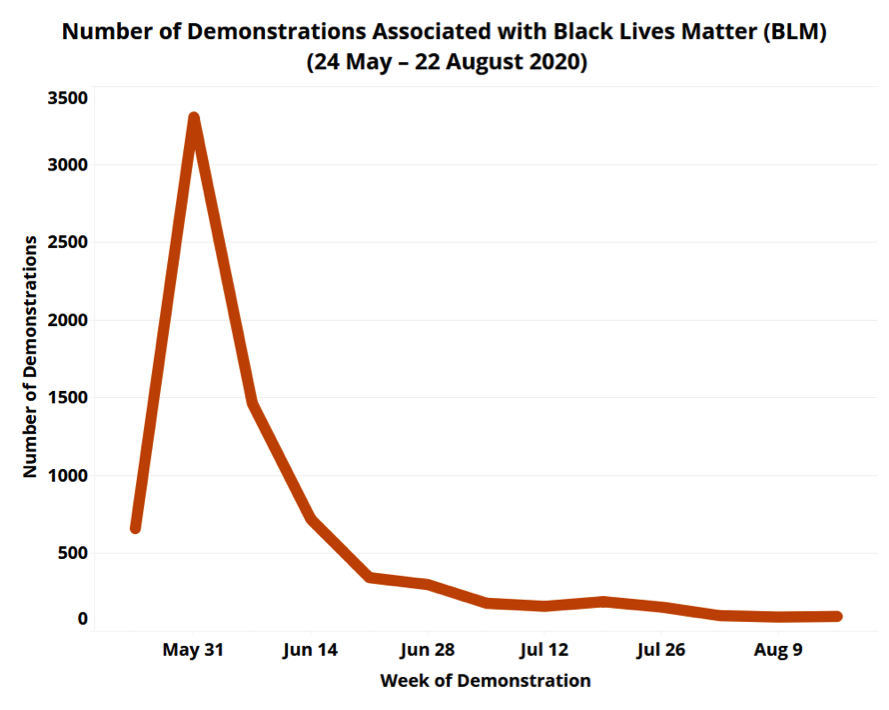 Number of Demonstrations Associated with Black Lives Matter (BLM)
(24 May – 22 August 2020)
3500
3000
2500
2000
1500
1000
500
0
Number of Demonstrations
May 31
Jun 14
Jun 28
Jul 12
Jul 26
Aug 9
Week of Demonstration